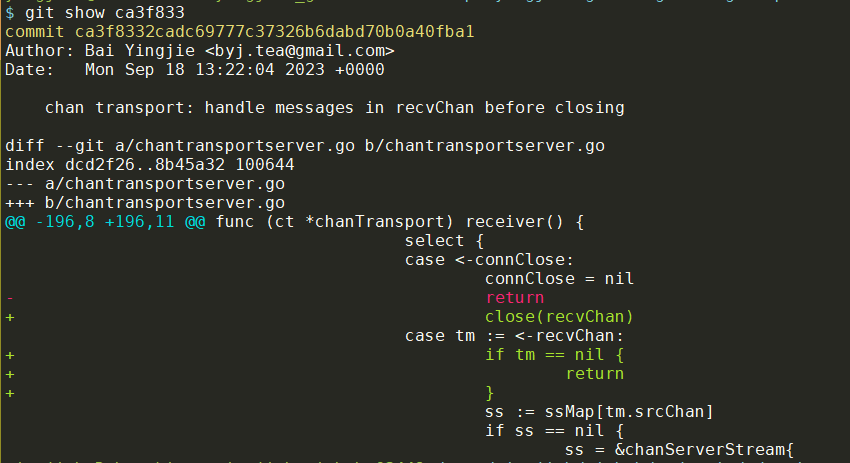 $ git show ca3f833
commit ca3f8332cadc69777c37326b6dabd70b0a40fba1
Author: Bai Yingjie <byj.tea@gmail.com>
Date:   Mon Sep 18 13:22:04 2023 +0000
    chan transport: handle messages in recvChan before closing
diff --git a/chantransportserver.go b/chantransportserver.go
index dcd2f26..8b45a32 100644
--- a/chantransportserver.go
+++ b/chantransportserver.go
@@ -196,8 +196,11 @@ func (ct *chanTransport) receiver() {
                                        select {
                                        case <-connClose:
                                                connClose = nil
-                                               return
+                                               close(recvChan)
                                        case tm := <-recvChan:
+                                               if tm == nil {
+                                                       return
+                                               }
                                                ss := ssMap[tm.srcChan]
                                                if ss == nil {
                                                        ss = &chanServerStream{